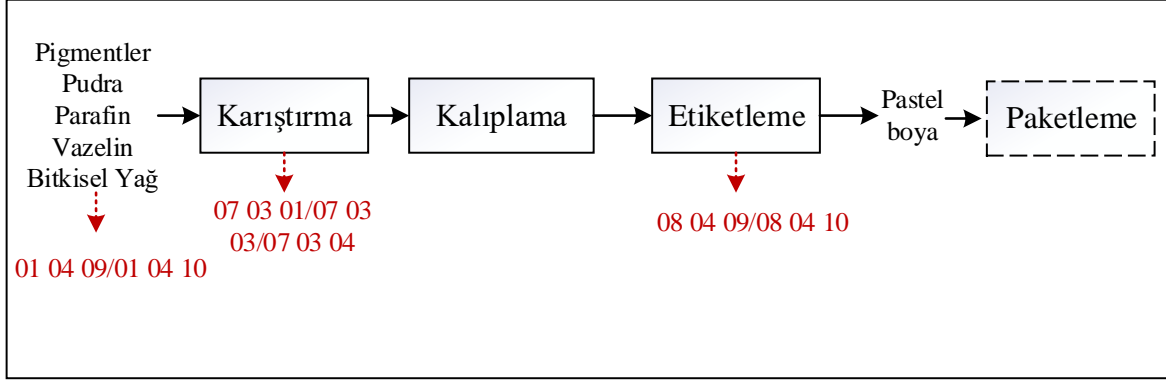 Pigmentler
Pudra
Parafin
Vazelin
Bitkisel Yağ
01 04 09/01 04 10
Karıştırma
07 03 01/07 03
03/07 03 04
Kalıplama
Etiketleme
08 04 09/08 04 10
Pastel
boya
Paketleme